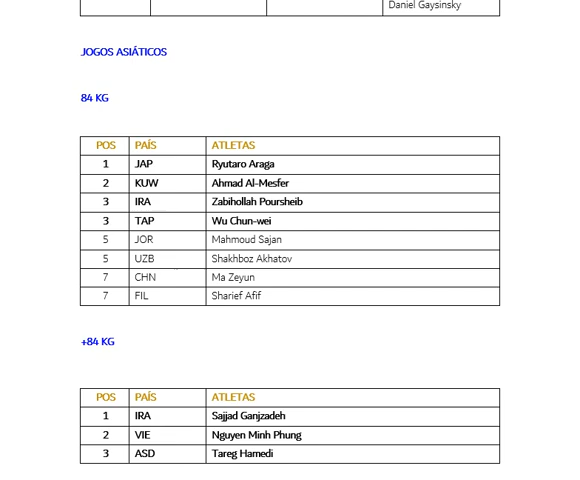 Daniel Gaysinsky
JOGOS ASIÁTICOS
84 KG
POS PAÍS ATLETAS
1 JAP Ryutaro Araga
2 KUW Ahmad Al-Mesfer
3 IRA Zabihollah Poursheib
3 TAP Wu Chun-wei
5 JOR Mahmoud Sajan
5 UZB Shakhboz Akhatov
7 CHN Ma Zeyun
7 FIL Sharief Afif
+84 KG
POS PAÍS ATLETAS
1 IRA Sajjad Ganjzadeh
2 VIE Nguyen Minh Phung
3 ASD Tareg Hamedi